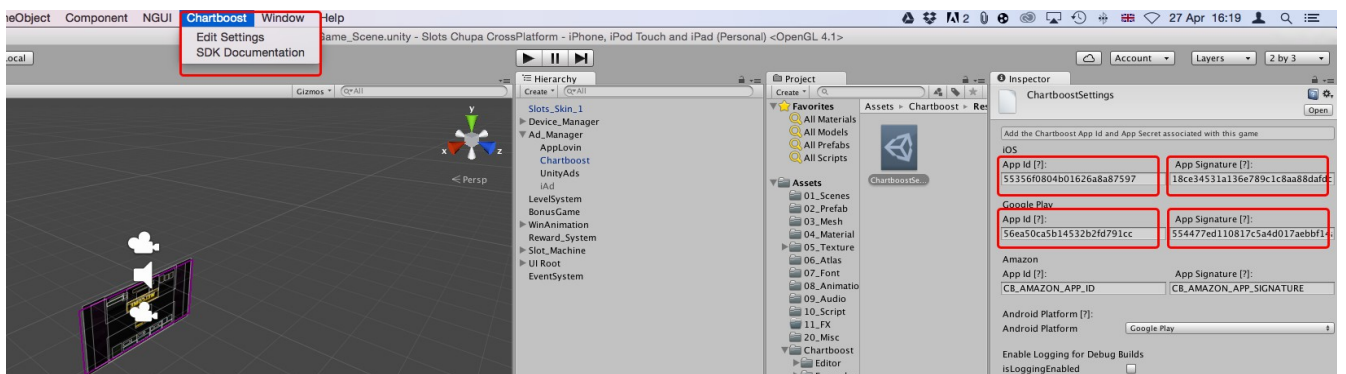 neObject Component NGUI Chartboost Window Help 2 27 Apr 16:19
Edit Settings
SDK Documentation
Game_Scene.unity - Slots Chupa CrossPlatform - iPhone, iPod Touch and iPad (Personal) <OpenGL 4.1>
Local
Account Layers 2 by 3
Gizmos Q▾All
y
x
z
Persp
Hierarchy
Create Q▾All
Slots_Skin_1
Device_Manager
Ad_Manager
AppLovin
Chartboost
UnityAds
iAd
LevelSystem
BonusGame
WinAnimation
Reward_System
Slot_Machine
UI Root
EventSystem
Project
Create
Favorites
All Materials
All Models
All Prefabs
All Scripts
Assets
01_Scenes
02_Prefab
03_Mesh
04_Material
05_Texture
06_Atlas
07_Font
08_Animatio
09_Audio
10_Script
11_FX
20_Misc
Chartboost
Editor
Assets ▸ Chartboost ▸ Re
ChartboostSe...
Inspector
ChartboostSettings
Open
Add the Chartboost App Id and App Secret associated with this game
iOS
App Id [?]: App Signature [?]:
55356f0804b01626a8a87597 18ce34531a136e789c1c8aa88dafdc
Google Play
App Id [?]: App Signature [?]:
56ea50ca5b14532b2fd791cc 554477ed110817c5a4d017aebbf14
Amazon
App Id [?]: App Signature [?]:
CB_AMAZON_APP_ID CB_AMAZON_APP_SIGNATURE
Android Platform [?]:
Android Platform Google Play
Enable Logging for Debug Builds
isLoggingEnabled